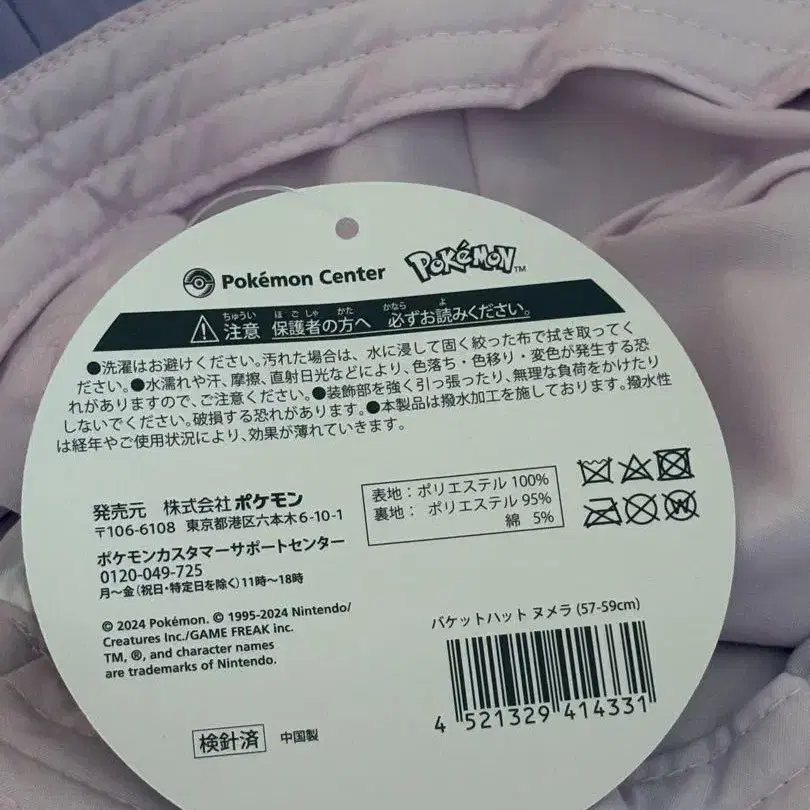 Pokémon Center POKéMON TM
注意 保護者の方へ 必ずお読みください。
●洗濯はお避けください。汚れた場合は、水に浸して固く絞った布で拭き取ってく
ださい。●水濡れや汗、摩擦、直射日光などにより、色落ち・色移り・変色が発生する恐
れがありますので、ご注意ください。●装飾部を強く引っ張ったり、無理な負荷をかけたり
しないでください。破損する恐れがあります。●本製品は撥水加工を施しております。撥水性
は経年やご使用状況により、効果が薄れていきます。
発売元 株式会社ポケモン
〒106-6108 東京都港区六本木6-10-1
ポケモンカスタマーサポートセンター
0120-049-725
月～金(祝日・特定日を除く)11時～18時
表地：ポリエステル 100%
裏地： ポリエステル 95%
綿 5%
© 2024 Pokémon. © 1995-2024 Nintendo/
Creatures Inc./GAME FREAK inc.
TM, ®, and character names
are trademarks of Nintendo.
バケットハット ヌメラ (57-59cm)
4 521329 414331
検針済 中国製